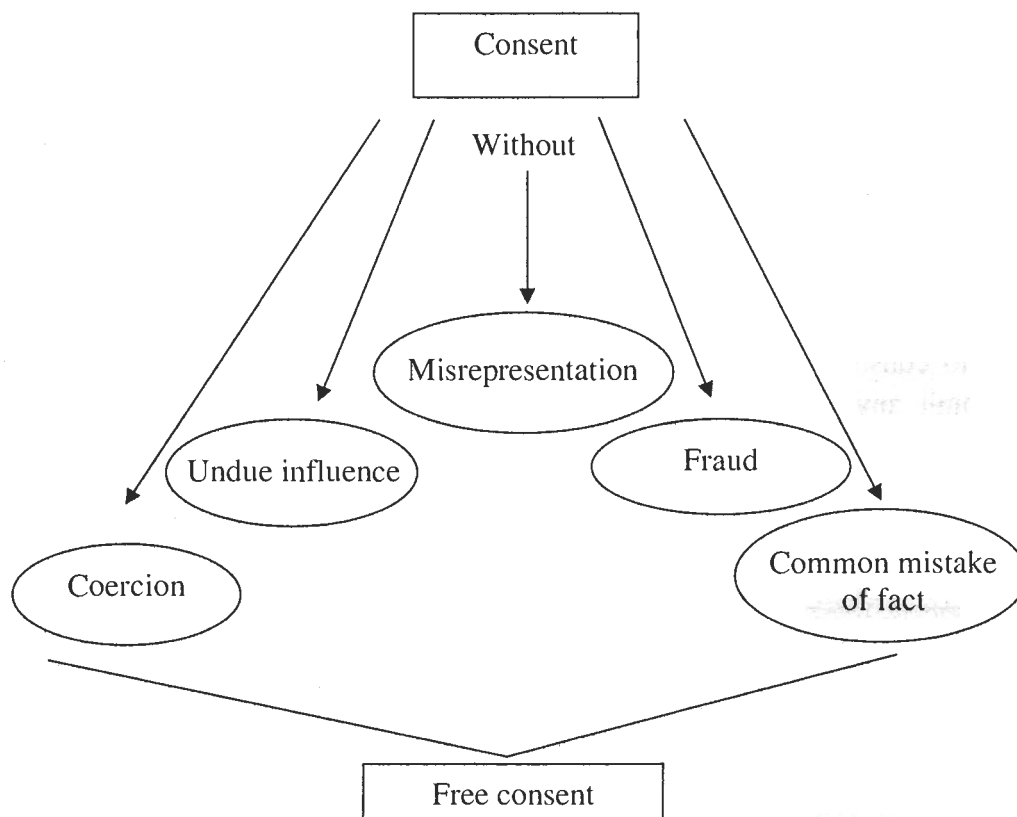 Consent
Without
Misrepresentation
Undue influence
Fraud
Coercion
Common mistake
of fact
Free consent